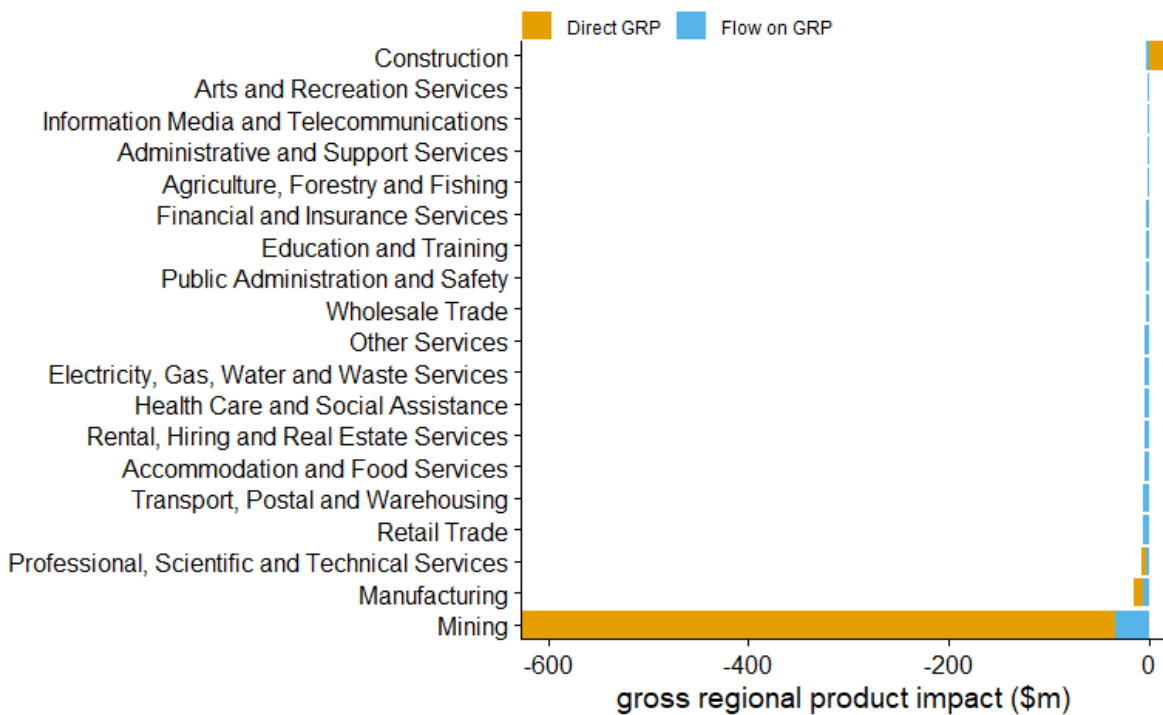 Direct GRP Flow on GRP
Construction
Arts and Recreation Services
Information Media and Telecommunications
Administrative and Support Services
Agriculture, Forestry and Fishing
Financial and Insurance Services
Education and Training
Public Administration and Safety
Wholesale Trade
Other Services
Electricity, Gas, Water and Waste Services
Health Care and Social Assistance
Rental, Hiring and Real Estate Services
Accommodation and Food Services
Transport, Postal and Warehousing
Retail Trade
Professional, Scientific and Technical Services
Manufacturing
Mining
-600 -400 -200 0
gross regional product impact ($m)